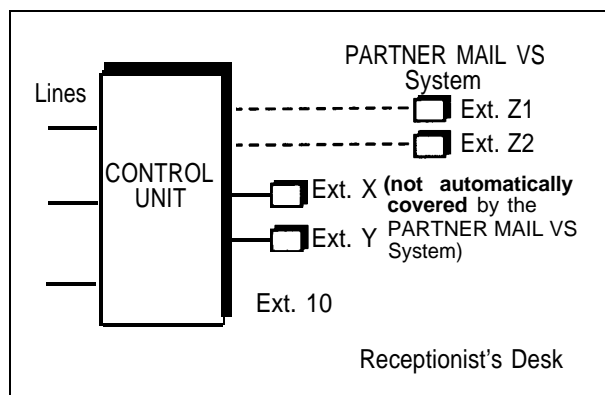 PARTNER MAIL VS
System
Lines
Ext. Z1
Ext. Z2
CONTROL
UNIT
Ext. X (not automatically
covered by the
Ext. Y PARTNER MAIL VS
System)
Ext. 10
Receptionist's Desk